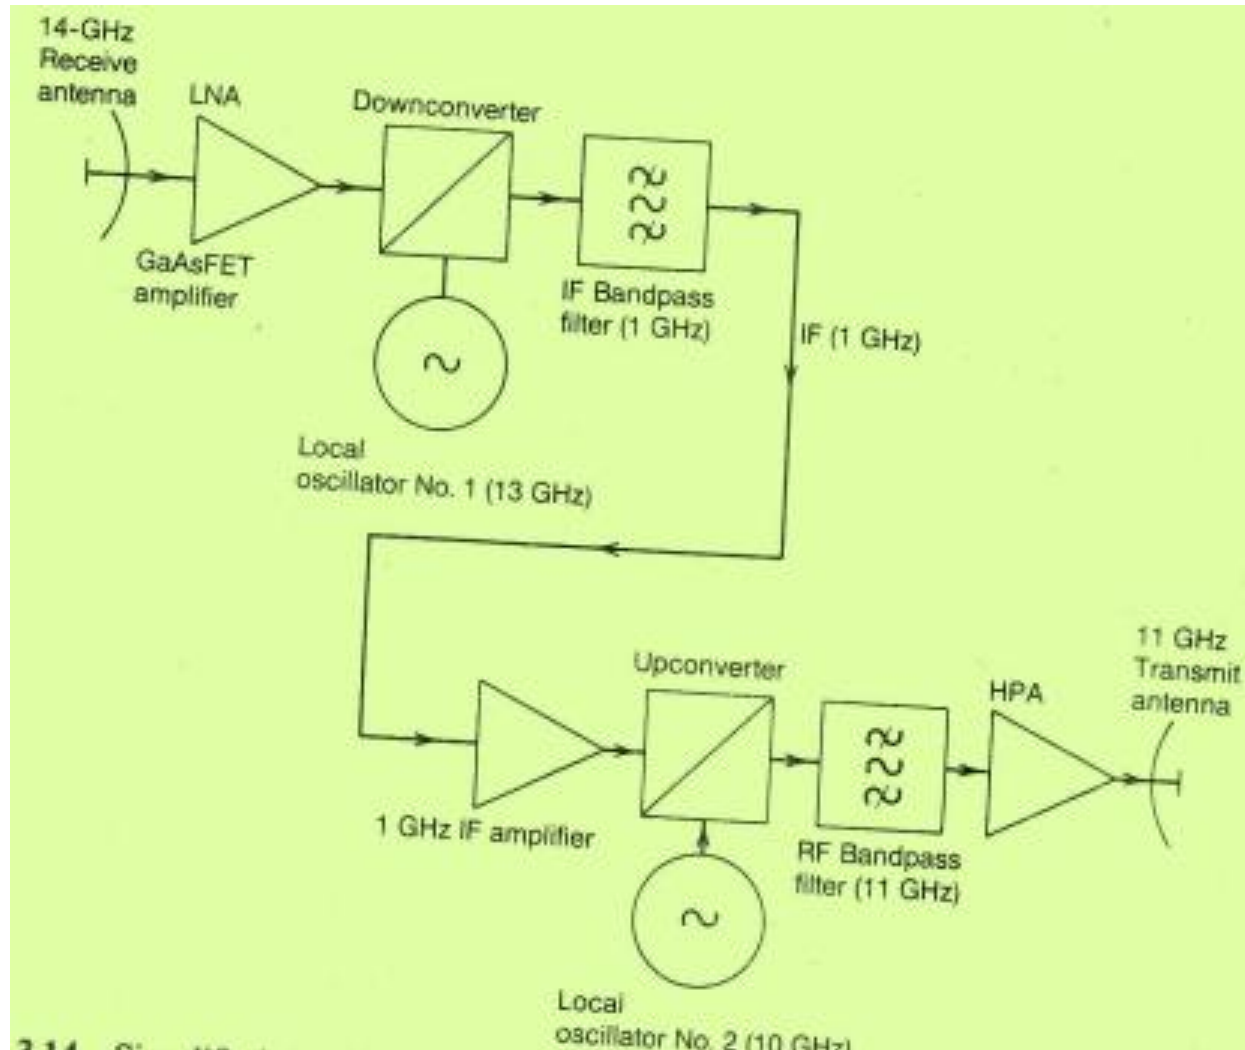 14-GHz
Receive
antenna
LNA
Downconverter
GaAsFET
amplifier
IF Bandpass
filter (1 GHz)
IF (1 GHz)
Local
oscillator No. 1 (13 GHz)
Upconverter
11 GHz
Transmit
antenna
HPA
1 GHz IF amplifier
RF Bandpass
filter (11 GHz)
Local
oscillator No. 2 (10 GHz)
3.14